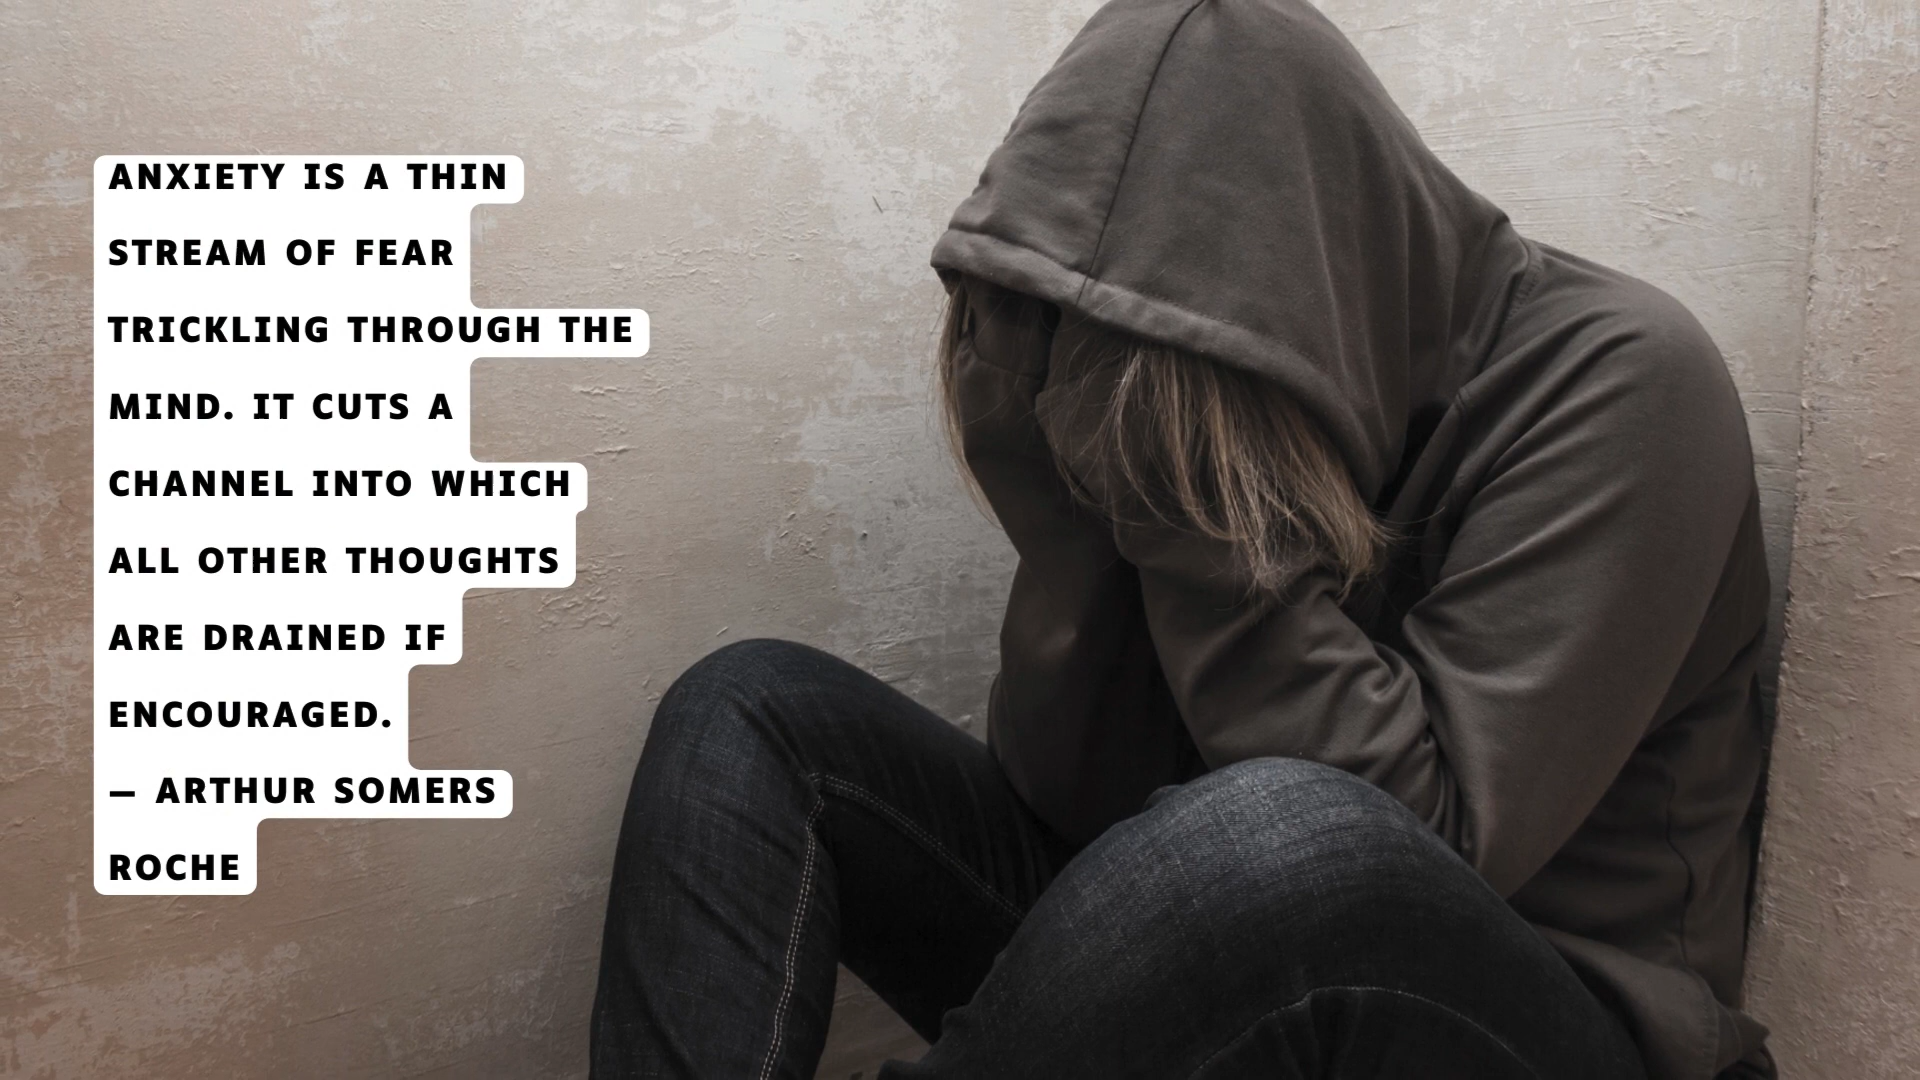 ANXIETY IS A THIN
STREAM OF FEAR
TRICKLING THROUGH THE
MIND. IT CUTS A
CHANNEL INTO WHICH
ALL OTHER THOUGHTS
ARE DRAINED IF
ENCOURAGED.
— ARTHUR SOMERS
ROCHE